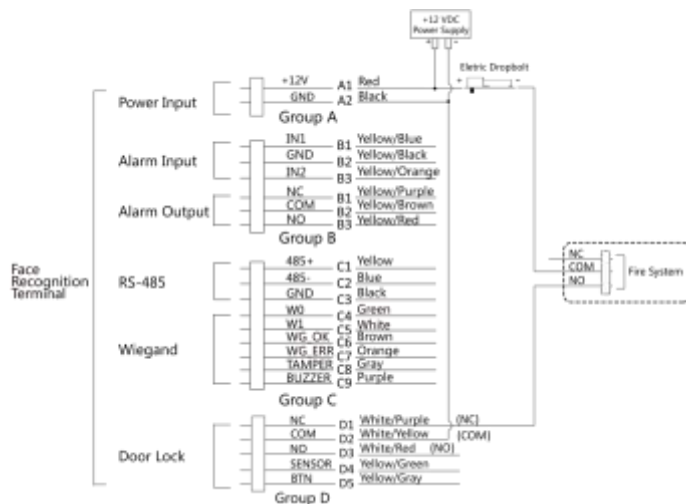 +12 VDC
Power Supply
+ -
Eletric Dropbolt
+ -
Face
Recognition
Terminal
Power Input
+12V A1 Red
GND A2 Black
Group A
Alarm Input
IN1 B1 Yellow/Blue
GND B2 Yellow/Black
IN2 B3 Yellow/Orange
Alarm Output
NC B1 Yellow/Purple
COM B2 Yellow/Brown
NO B3 Yellow/Red
Group B
RS-485
485+ C1 Yellow
485- C2 Blue
GND C3 Black
Wiegand
W0 C4 Green
W1 C5 White
WG_OK C6 Brown
WG_ERR C7 Orange
TAMPER C8 Gray
BUZZER C9 Purple
Group C
NC
COM
NO
Fire System
Door Lock
NC D1 White/Purple (NC)
COM D2 White/Yellow (COM)
NO D3 White/Red (NO)
SENSOR D4 Yellow/Green
BTN D5 Yellow/Gray
Group D